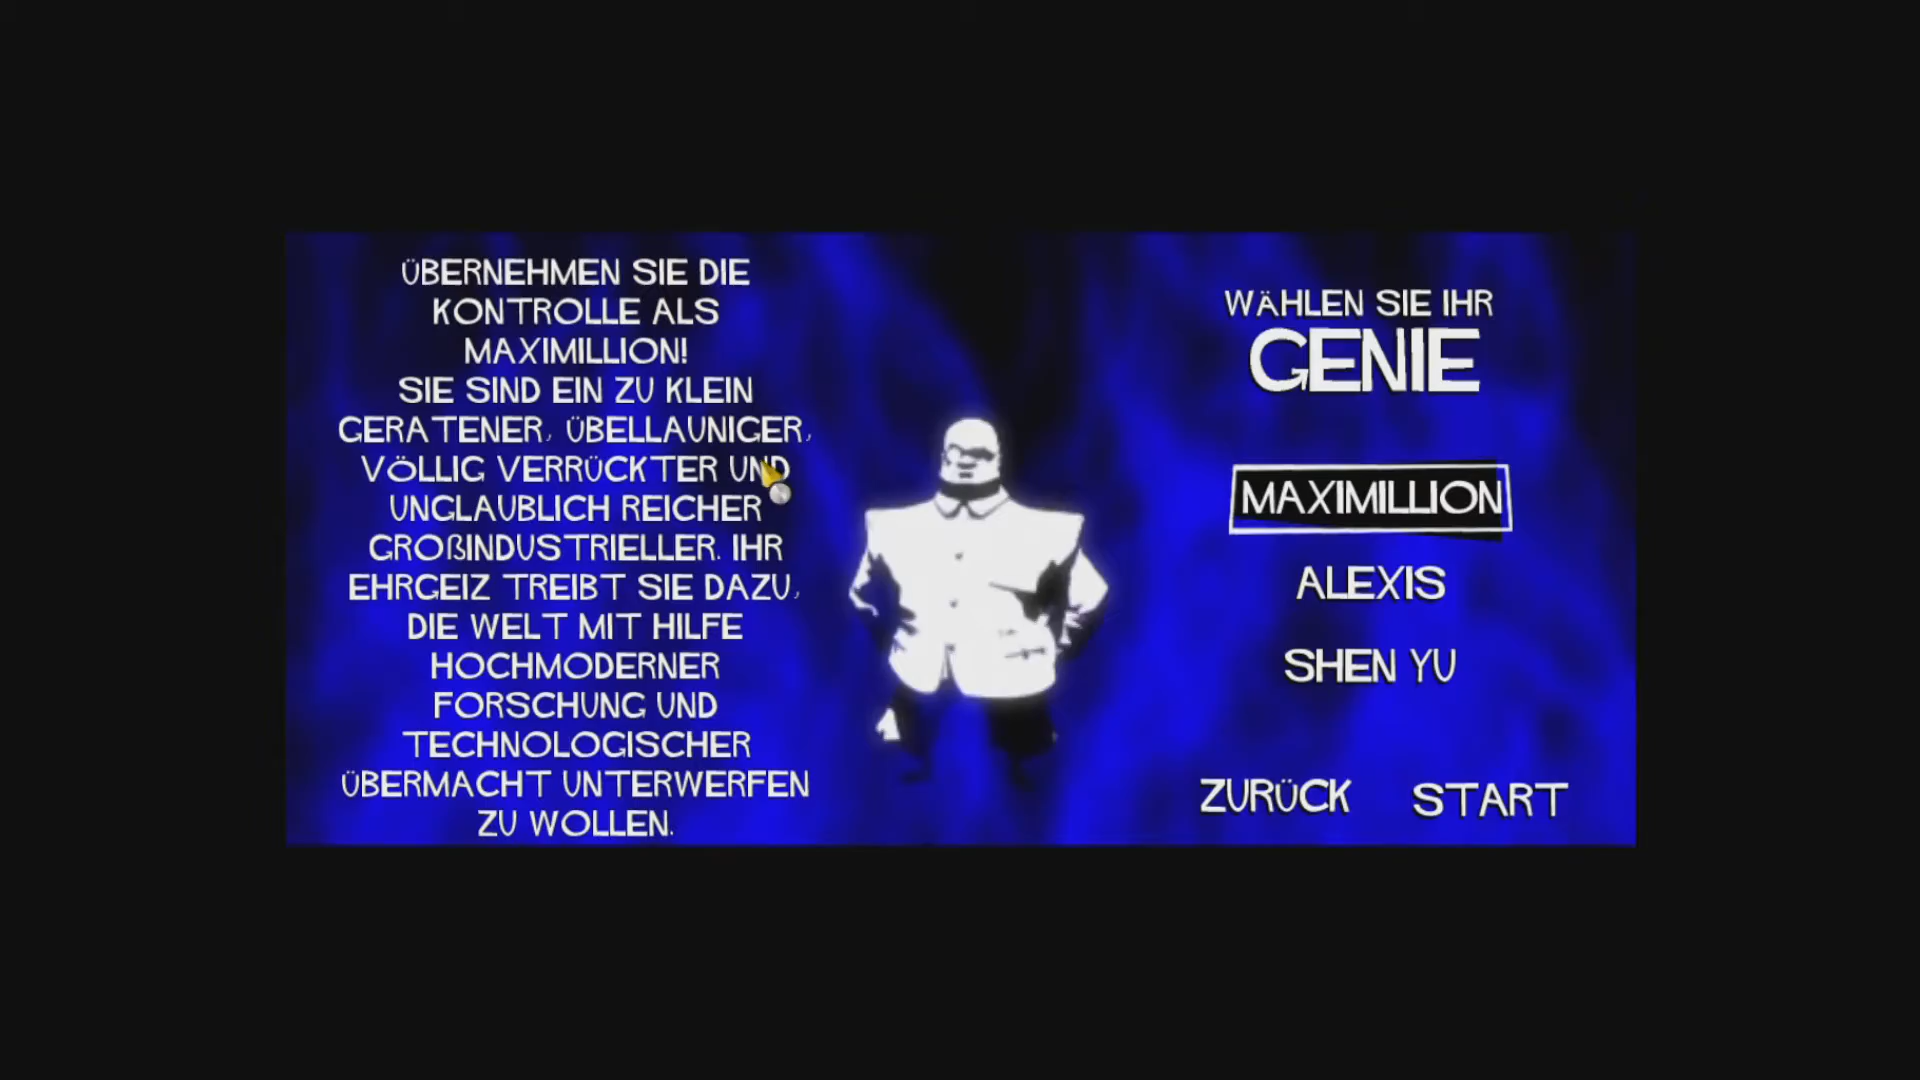 ÜBERNEHMEN SIE DIE
KONTROLLE ALS
MAXIMILLION!
SIE SIND EIN ZU KLEIN
GERATENER, ÜBELLAUNIGER,
VÖLLIG VERRÜCKTER UND
UNGLAUBLICH REICHER
GROßINDUSTRIELLER. IHR
EHRGEIZ TREIBT SIE DAZU,
DIE WELT MIT HILFE
HOCHMODERNER
FORSCHUNG UND
TECHNOLOGISCHER
ÜBERMACHT UNTERWERFEN
ZU WOLLEN.
WÄHLEN SIE IHR
GENIE
MAXIMILLION
ALEXIS
SHEN YU
ZURÜCK START